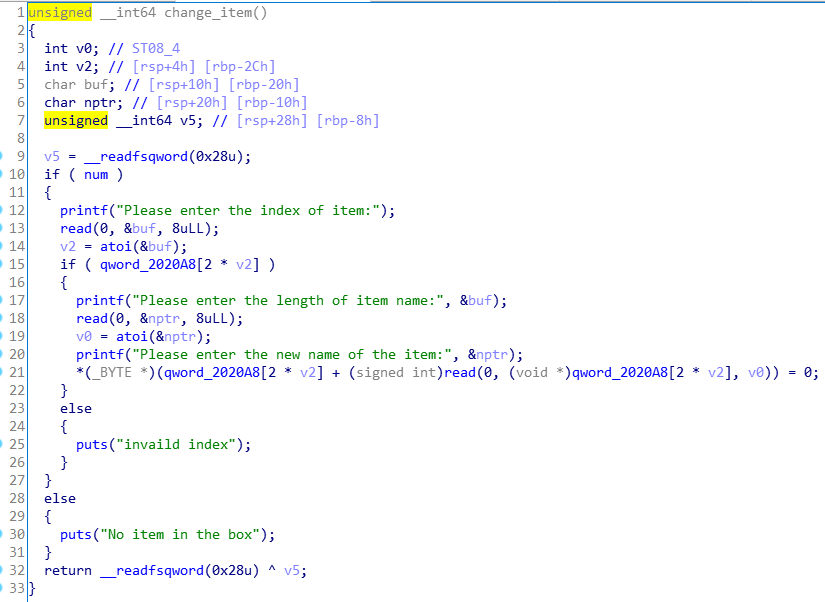 1 unsigned __int64 change_item()
2 {
3 int v0; // ST08_4
4 int v2; // [rsp+4h] [rbp-2Ch]
5 char buf; // [rsp+10h] [rbp-20h]
6 char nptr; // [rsp+20h] [rbp-10h]
7 unsigned __int64 v5; // [rsp+28h] [rbp-8h]
8
9 v5 = __readfsqword(0x28u);
10 if ( num )
11 {
12 printf("Please enter the index of item:");
13 read(0, &buf, 8uLL);
14 v2 = atoi(&buf);
15 if ( qword_2020A8[2 * v2] )
16 {
17 printf("Please enter the length of item name:", &buf);
18 read(0, &nptr, 8uLL);
19 v0 = atoi(&nptr);
20 printf("Please enter the new name of the item:", &nptr);
21 *(_BYTE *)(qword_2020A8[2 * v2] + (signed int)read(0, (void *)qword_2020A8[2 * v2], v0)) = 0;
22 }
23 else
24 {
25 puts("invaild index");
26 }
27 }
28 else
29 {
30 puts("No item in the box");
31 }
32 return __readfsqword(0x28u) ^ v5;
33 }